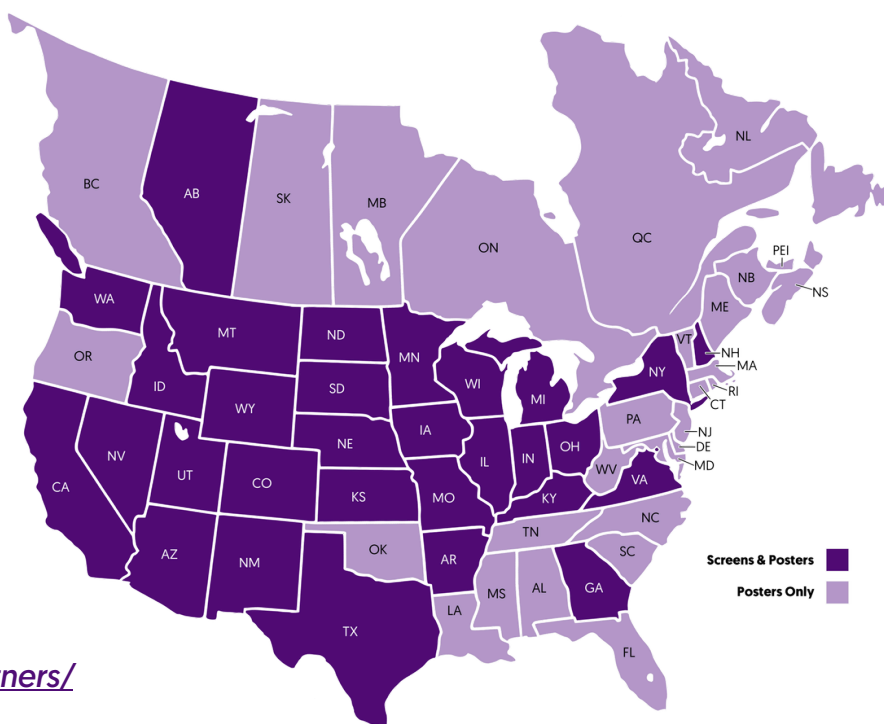 NL
BC
AB
SK
MB
ON
QC
PEI
NB
NS
ME
WA
MT
ND
MN
VT
NH
MA
RI
CT
OR
ID
WY
SD
WI
MI
NY
PA
NJ
DE
MD
NE
IA
NV
UT
CO
IL
IN
OH
WV
VA
CA
KS
MO
KY
NC
TN
SC
AZ
NM
OK
AR
MS
AL
GA
LA
TX
FL
Screens & Posters
Posters Only
ners/